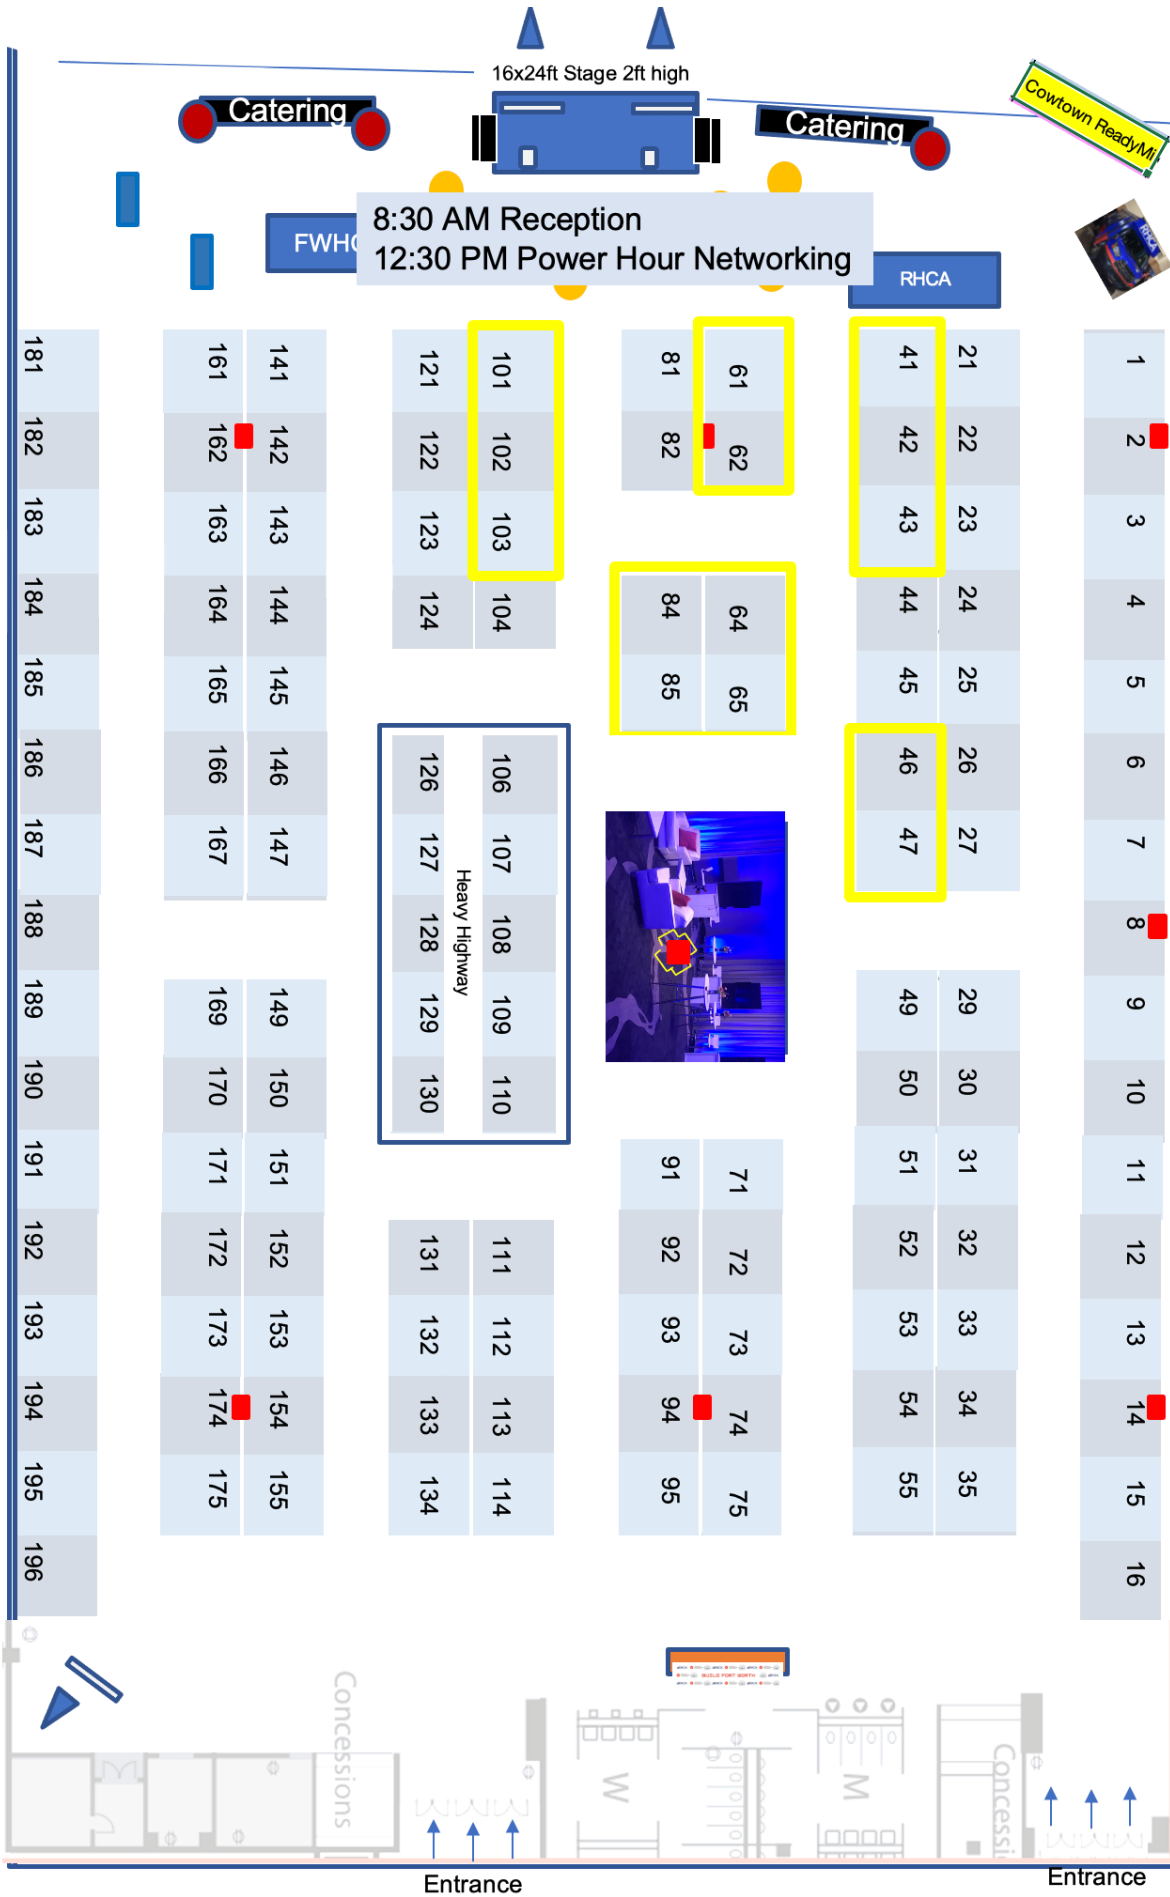 16x24ft Stage 2ft high
Catering
Catering
Cowtown ReadyMi
8:30 AM Reception
12:30 PM Power Hour Networking
FWHC
RHCA
RHCA
181 161 141 121 101 81 61 41 21 1
182 162 142 122 102 82 62 42 22 2
183 163 143 123 103 43 23 3
184 164 144 124 104 84 64 44 24 4
185 165 145 85 65 45 25 5
186 166 146 126 106 46 26 6
187 167 147 127 107 47 27 7
188 128 108 8
Heavy Highway
189 169 149 129 109 49 29 9
190 170 150 130 110 50 30 10
191 171 151 91 71 51 31 11
192 172 152 131 111 92 72 52 32 12
193 173 153 132 112 93 73 53 33 13
194 174 154 133 113 94 74 54 34 14
195 175 155 134 114 95 75 55 35 15
196 16
BUILD FORT WORTH
Concessions
W
M
Concessi
Entrance
Entrance